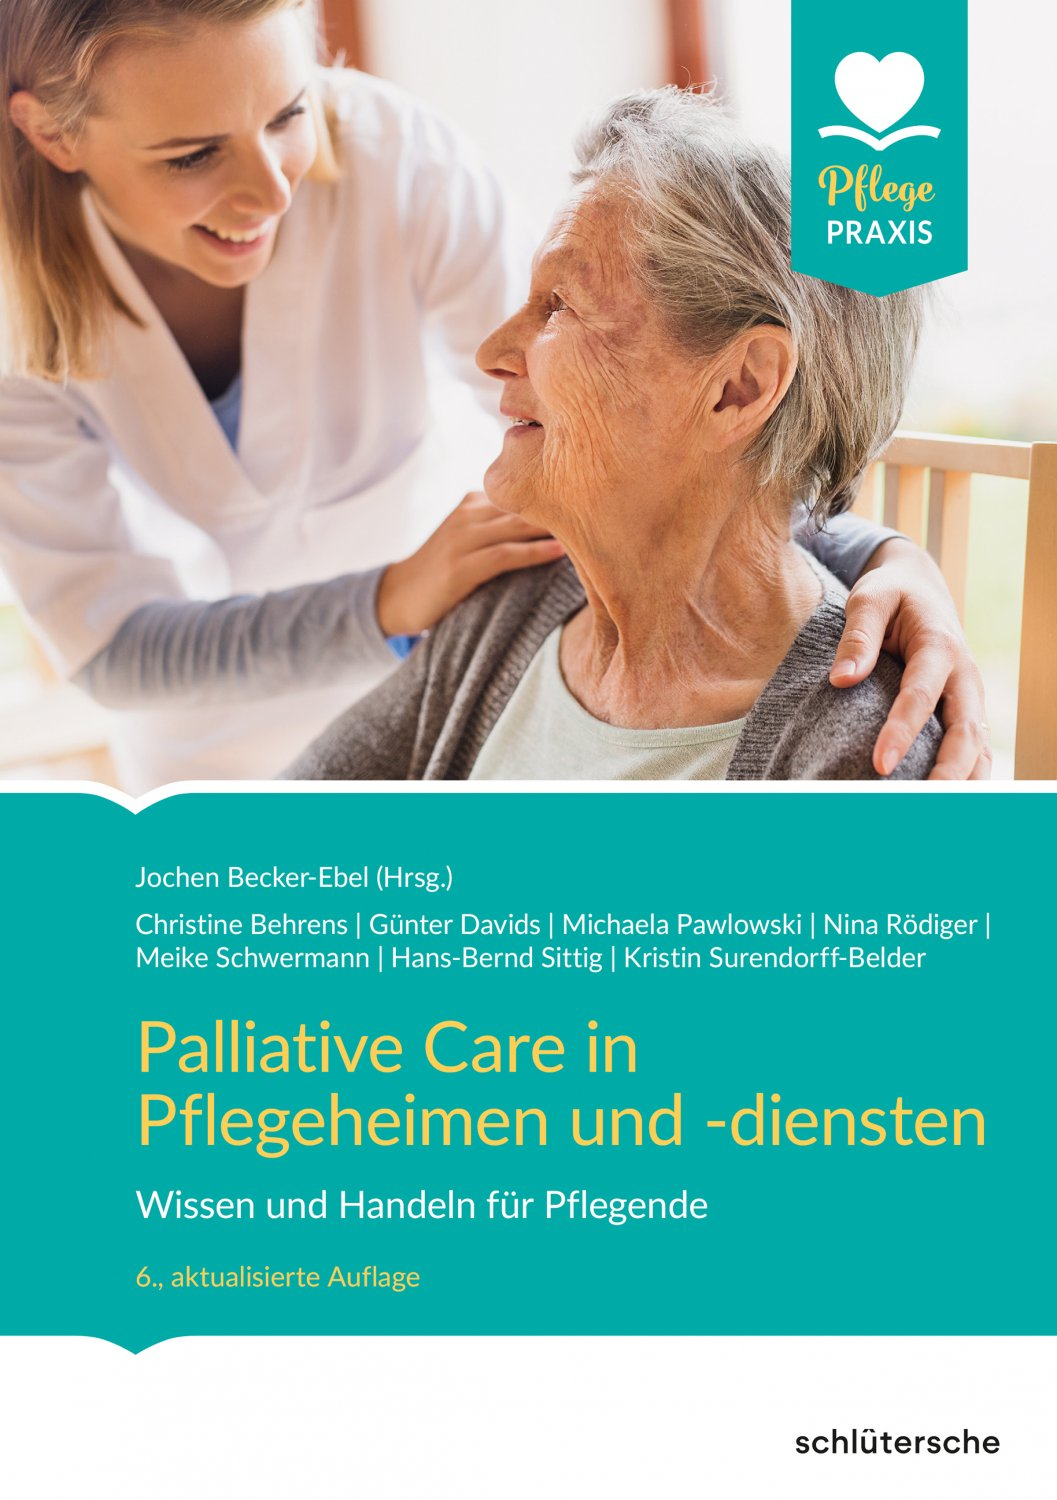 Pflege
PRAXIS
Jochen Becker-Ebel (Hrsg.)
Christine Behrens | Günter Davids | Michaela Pawlowski | Nina Rödiger |
Meike Schwermann | Hans-Bernd Sittig | Kristin Surendorff-Belder
Palliative Care in
Pflegeheimen und -diensten
Wissen und Handeln für Pflegende
6., aktualisierte Auflage
schlütersche